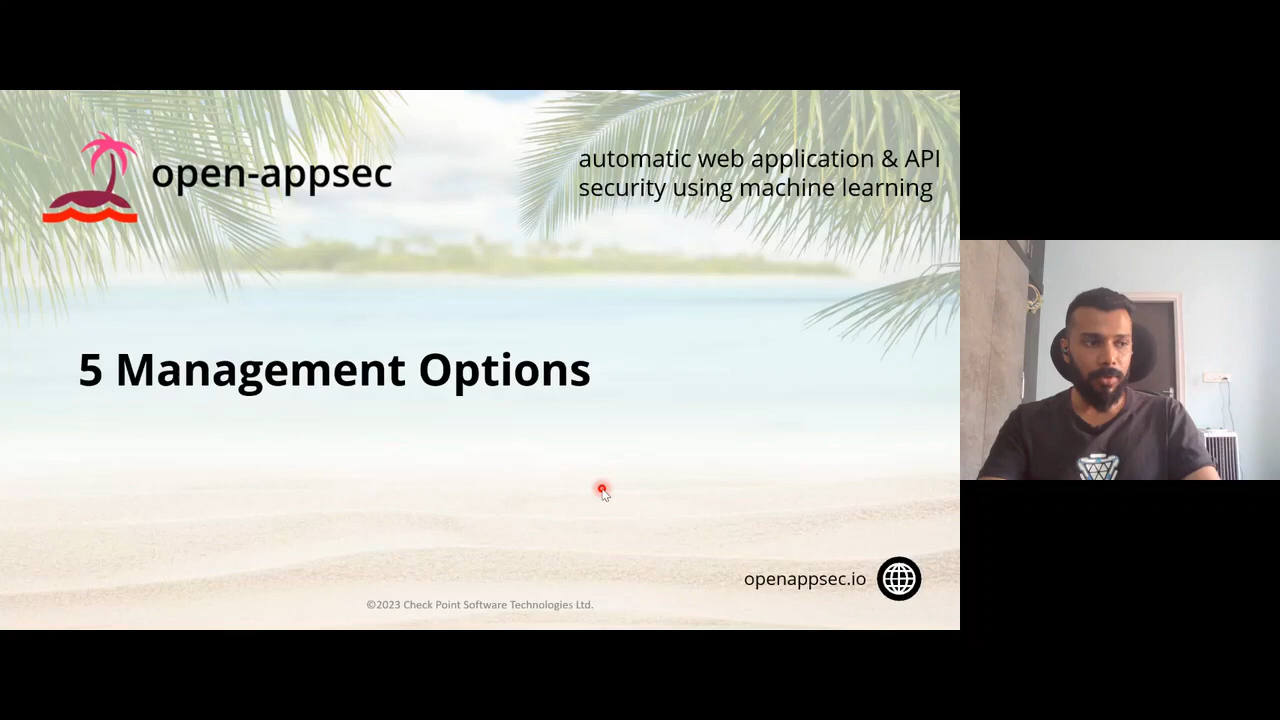 open-appsec
automatic web application & API
security using machine learning
5 Management Options
openappsec.io
©2023 Check Point Software Technologies Ltd.